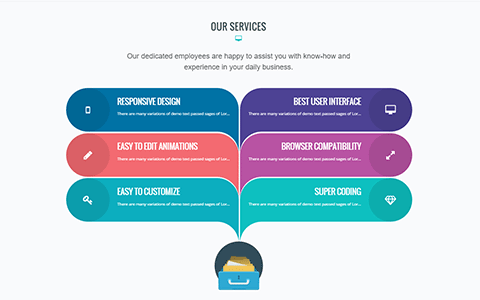 OUR SERVICES
Our dedicated employees are happy to assist you with know-how and
experience in your daily business.
RESPONSIVE DESIGN
There are many variations of demo text passed sages of Lor...
BEST USER INTERFACE
There are many variations of demo text passed sages of Lor...
EASY TO EDIT ANIMATIONS
There are many variations of demo text passed sages of Lor...
BROWSER COMPATIBILITY
There are many variations of demo text passed sages of Lor...
EASY TO CUSTOMIZE
There are many variations of demo text passed sages of Lor...
SUPER CODING
There are many variations of demo text passed sages of Lor...